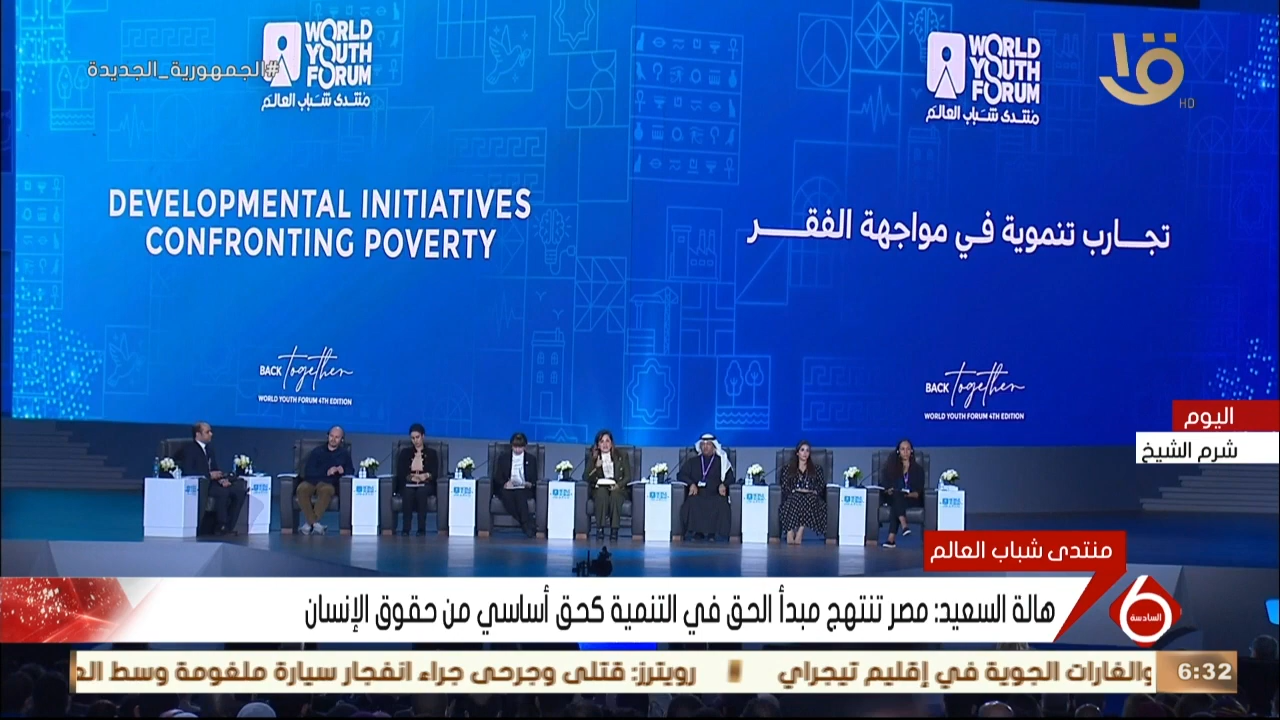 WORLD
YOUTH
FORUM
منتدى شباب العالم
#الجمهورية_الجديدة
WORLD
YOUTH
FORUM
منتدى شباب العالم
HD
DEVELOPMENTAL INITIATIVES
CONFRONTING POVERTY
تجارب تنموية في مواجهة الفقر
BACK together
WORLD YOUTH FORUM 4TH EDITION
BACK together
WORLD YOUTH FORUM 4TH EDITION
اليوم
شرم الشيخ
منتدى شباب العالم
هالة السعيد: مصر تنتهج مبدأ الحق في التنمية كحق أساسي من حقوق الإنسان
6
السادسة
والغارات الجوية في إقليم تيجراي
رويترز: قتلى وجرحى جراء انفجار سيارة ملغومة وسط
6:32